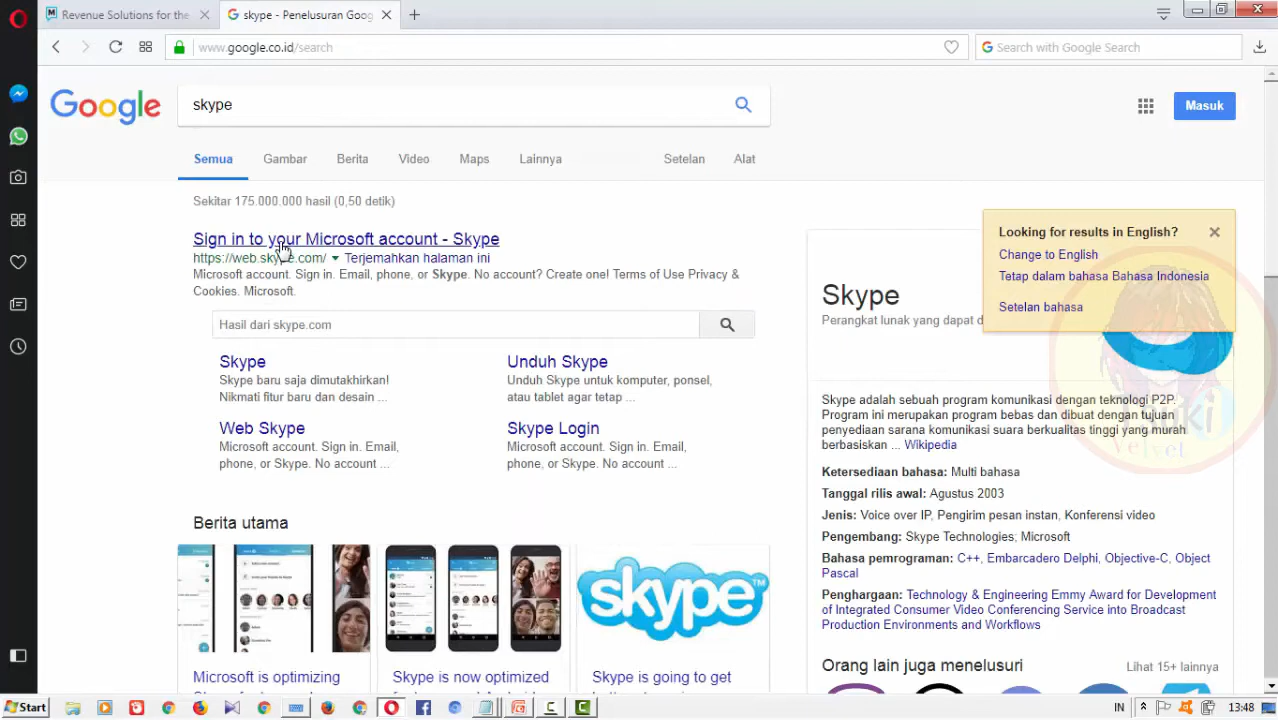 Revenue Solutions for the
skype - Penelusuran Goog
www.google.co.id/search
Search with Google Search
Google
skype
Masuk
Semua
Gambar
Berita
Video
Maps
Lainnya
Setelan
Alat
Sekitar 175.000.000 hasil (0,50 detik)
Sign in to your Microsoft account - Skype
https://web.skype.com/
Terjemahkan halaman ini
Microsoft account. Sign in. Email, phone, or Skype. No account? Create one! Terms of Use Privacy &
Cookies. Microsoft.
Hasil dari skype.com
Skype
Skype baru saja dimutakhirkan!
Nikmati fitur baru dan desain ...
Unduh Skype
Unduh Skype untuk komputer, ponsel,
atau tablet agar tetap ...
Web Skype
Microsoft account. Sign in. Email,
phone, or Skype. No account ...
Skype Login
Microsoft account. Sign in. Email,
phone, or Skype. No account ...
Berita utama
skype™
Microsoft is optimizing
Skype is now optimized
Skype is going to get
Looking for results in English?
Change to English
Tetap dalam bahasa Bahasa Indonesia
Setelan bahasa
Skype
Perangkat lunak yang dapat d
Skype adalah sebuah program komunikasi dengan teknologi P2P.
Program ini merupakan program bebas dan dibuat dengan tujuan
penyediaan sarana komunikasi suara berkualitas tinggi yang murah
berbasiskan ... Wikipedia
Ketersediaan bahasa: Multi bahasa
Tanggal rilis awal: Agustus 2003
Jenis: Voice over IP, Pengirim pesan instan, Konferensi video
Pengembang: Skype Technologies; Microsoft
Bahasa pemrograman: C++, Embarcadero Delphi, Objective-C, Object
Pascal
Penghargaan: Technology & Engineering Emmy Award for Development
of Integrated Consumer Video Conferencing Service into Broadcast
Production Environments and Workflows
Orang lain juga menelusuri
Lihat 15+ lainnya
Velvet
Start
IN
13:48